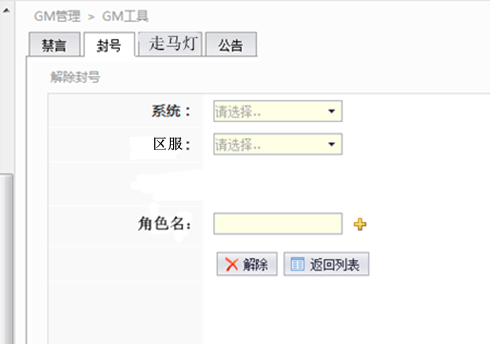 GM管理 > GM工具
禁言 封号 走马灯 公告
解除封号
系统： 请选择..
区服： 请选择..
角色名：
解除 返回列表